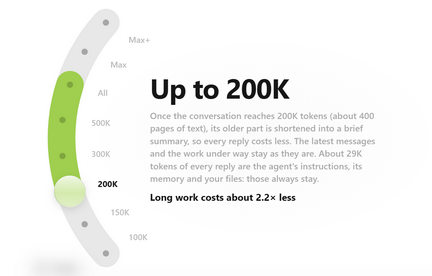 Max+
Max
All
500K
300K
200K
150K
100K
Up to 200K
Once the conversation reaches 200K tokens (about 400
pages of text), its older part is shortened into a brief
summary, so every reply costs less. The latest messages
and the work under way stay as they are. About 29K
tokens of every reply are the agent's instructions, its
memory and your files: those always stay.
Long work costs about 2.2× less